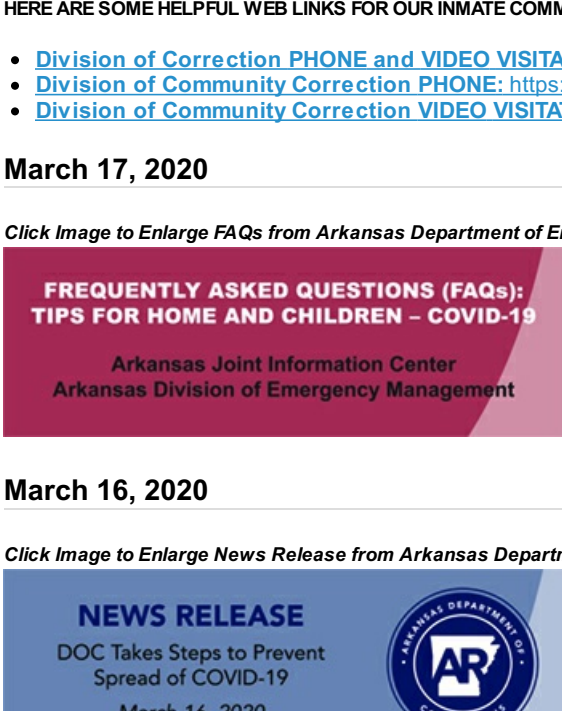 HERE ARE SOME HELPFUL WEB LINKS FOR OUR INMATE COMM
Division of Correction PHONE and VIDEO VISITA
Division of Community Correction PHONE: https:
Division of Community Correction VIDEO VISITA
March 17, 2020
Click Image to Enlarge FAQs from Arkansas Department of E
FREQUENTLY ASKED QUESTIONS (FAQs):
TIPS FOR HOME AND CHILDREN – COVID-19
Arkansas Joint Information Center
Arkansas Division of Emergency Management
March 16, 2020
Click Image to Enlarge News Release from Arkansas Departm
NEWS RELEASE
DOC Takes Steps to Prevent
Spread of COVID-19
March 16, 2020
ARKANSAS DEPARTMENT OF
AR